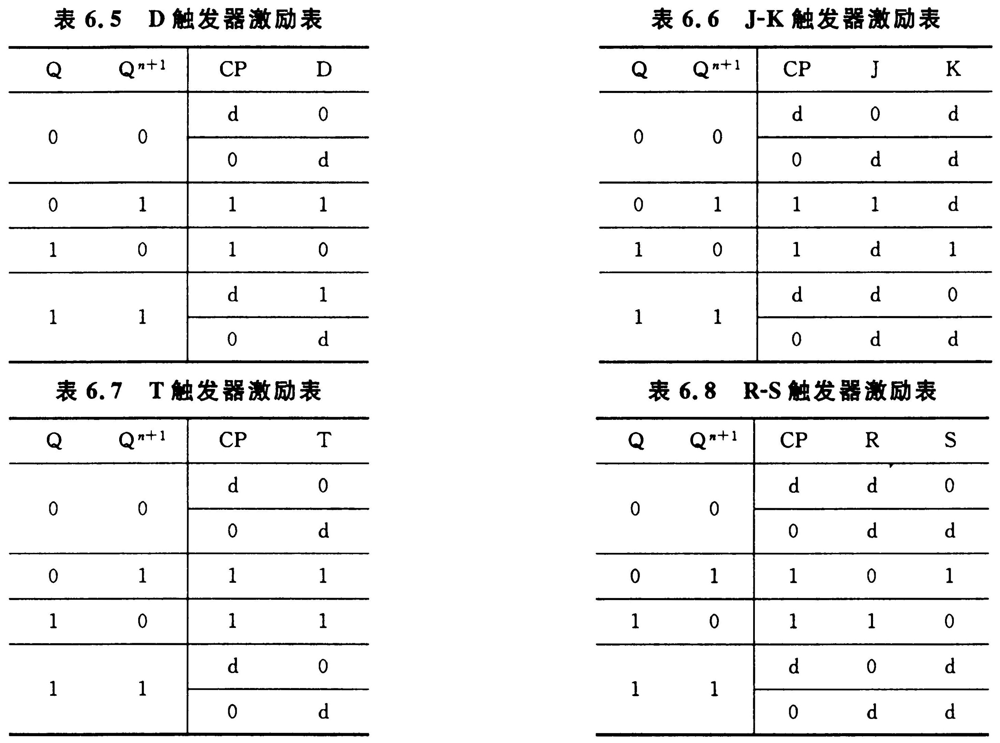 表 6.5 D 触发器激励表
Q Qⁿ⁺¹ CP D
d 0
0 0
0 d
0 1 1 1
1 0 1 0
d 1
1 1
0 d
表 6.6 J-K 触发器激励表
Q Qⁿ⁺¹ CP J K
d 0 d
0 0
0 d d
0 1 1 1 d
1 0 1 d 1
d d 0
1 1
0 d d
表 6.7 T 触发器激励表
Q Qⁿ⁺¹ CP T
d 0
0 0
0 d
0 1 1 1
1 0 1 1
d 0
1 1
0 d
表 6.8 R-S 触发器激励表
Q Qⁿ⁺¹ CP R S
d d 0
0 0
0 d d
0 1 1 0 1
1 0 1 1 0
d 0 d
1 1
0 d d